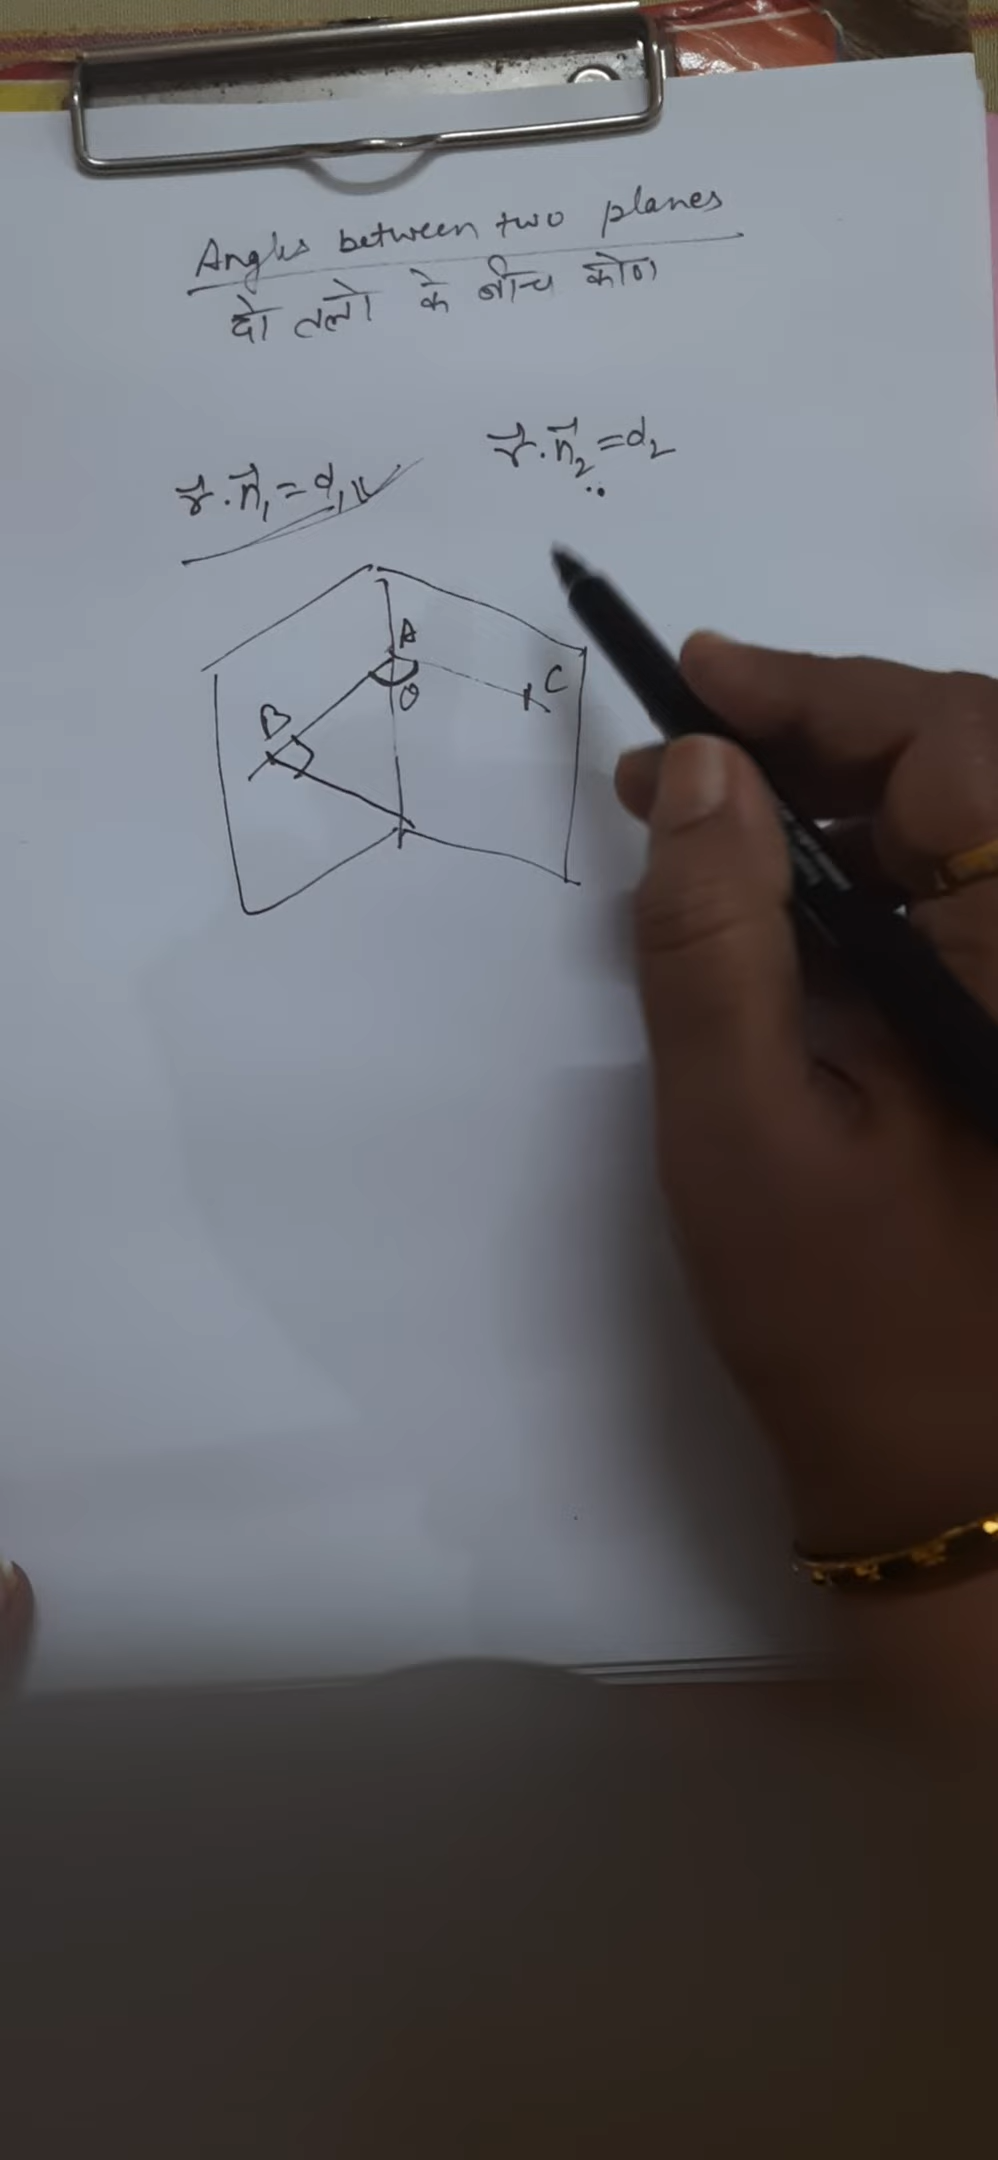 Angles between two planes
दो तलो के बीच कोण
r⃗.n⃗₁=d₁
r⃗.n⃗₂=d₂
A
θ
C
B